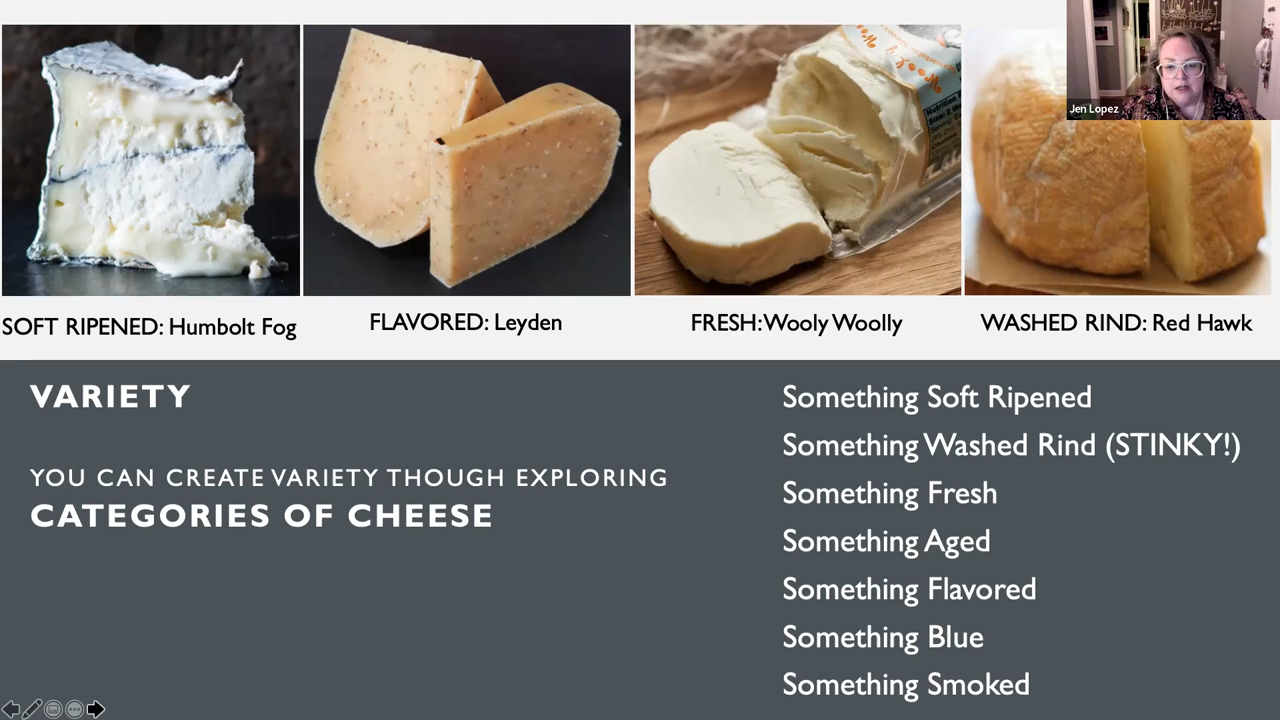 Jen Lopez
Wooly Wooly
SOFT RIPENED: Humbolt Fog
FLAVORED: Leyden
FRESH: Wooly Woolly
WASHED RIND: Red Hawk
VARIETY
YOU CAN CREATE VARIETY THOUGH EXPLORING
CATEGORIES OF CHEESE
Something Soft Ripened
Something Washed Rind (STINKY!)
Something Fresh
Something Aged
Something Flavored
Something Blue
Something Smoked